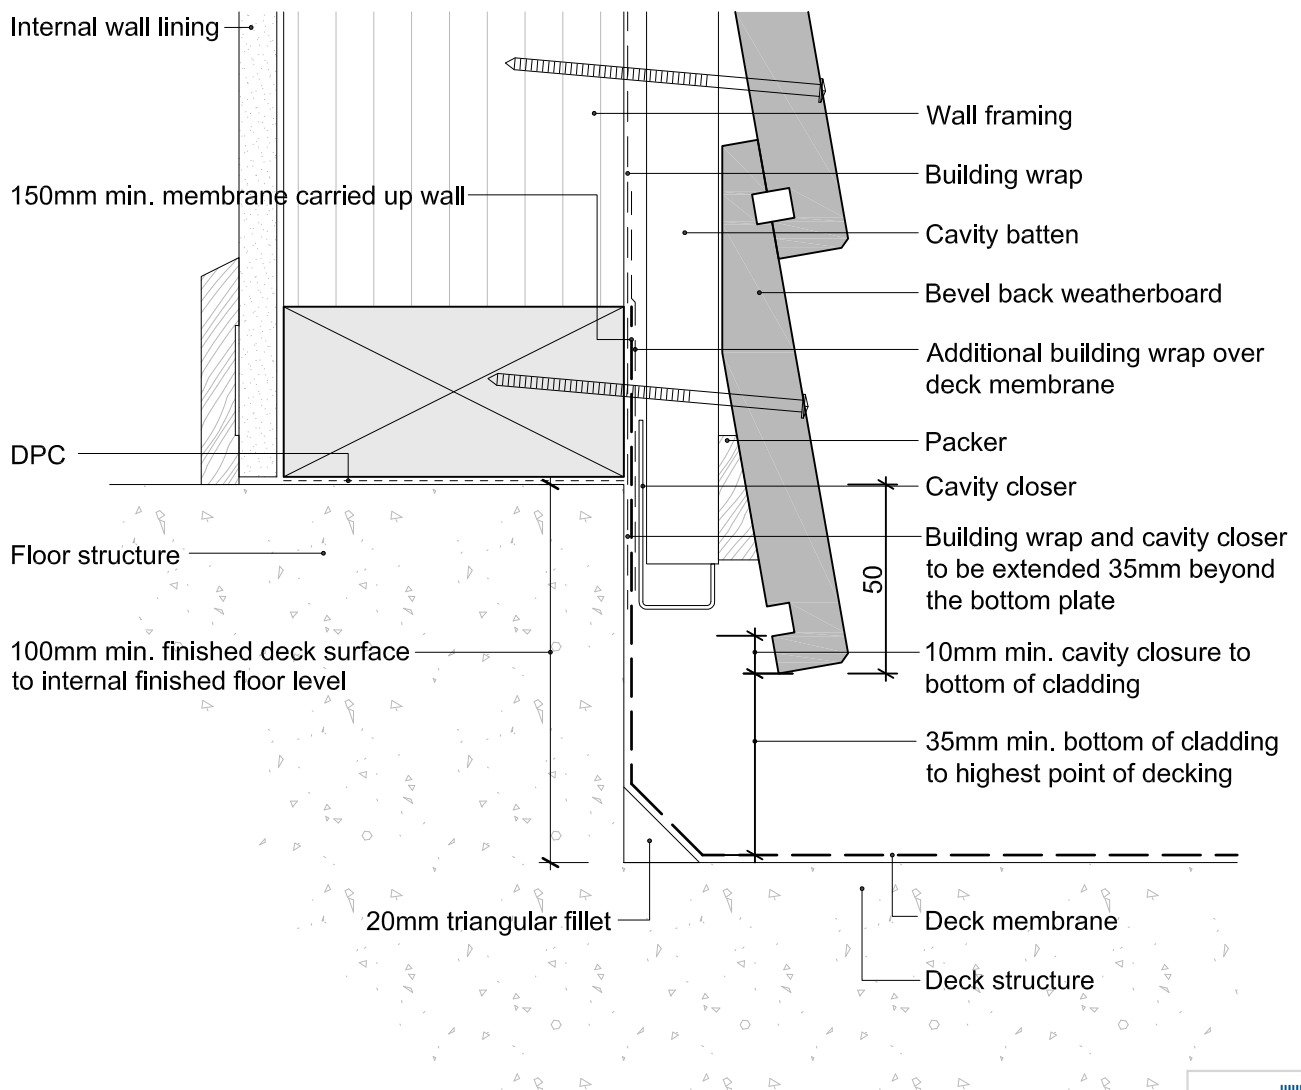 Internal wall lining
150mm min. membrane carried up wall
DPC
Floor structure
100mm min. finished deck surface
to internal finished floor level
20mm triangular fillet
Wall framing
Building wrap
Cavity batten
Bevel back weatherboard
Additional building wrap over
deck membrane
Packer
Cavity closer
Building wrap and cavity closer
to be extended 35mm beyond
the bottom plate
50
10mm min. cavity closure to
bottom of cladding
35mm min. bottom of cladding
to highest point of decking
Deck membrane
Deck structure